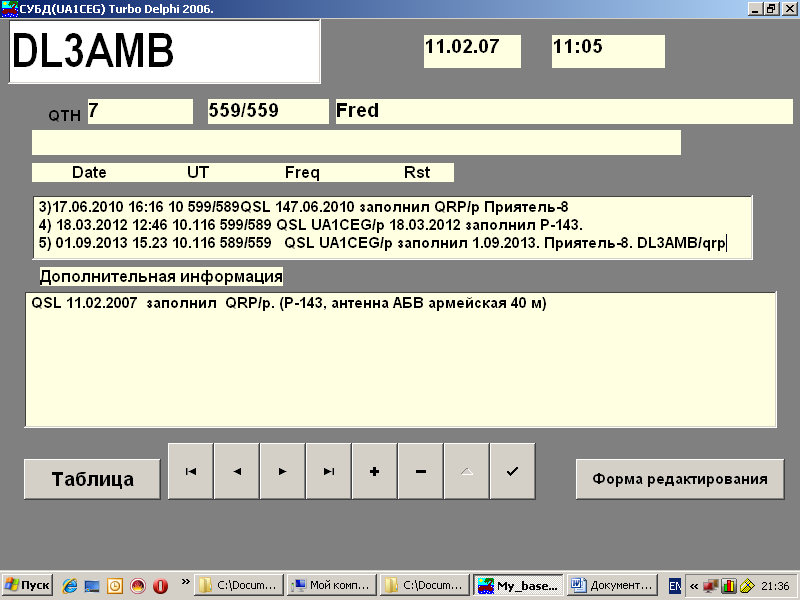 СУБД(UA1CEG) Turbo Delphi 2006.
DL3AMB
11.02.07 11:05
QTH 7 559/559 Fred
Date UT Freq Rst
3)17.06.2010 16:16 10 599/589QSL 147.06.2010 заполнил QRP/p Приятель-8
4) 18.03.2012 12:46 10.116 599/589 QSL UA1CEG/p 18.03.2012 заполнил Р-143.
5) 01.09.2013 15.23 10.116 589/559 QSL UA1CEG/p заполнил 1.09.2013. Приятель-8. DL3AMB/qrp
Дополнительная информация
QSL 11.02.2007 заполнил QRP/p. (Р-143, антенна АБВ армейская 40 м)
Таблица
Форма редактирования
Пуск » C:\Docum... Мой комп... C:\Docum... My_base... Документ... EN « 21:36